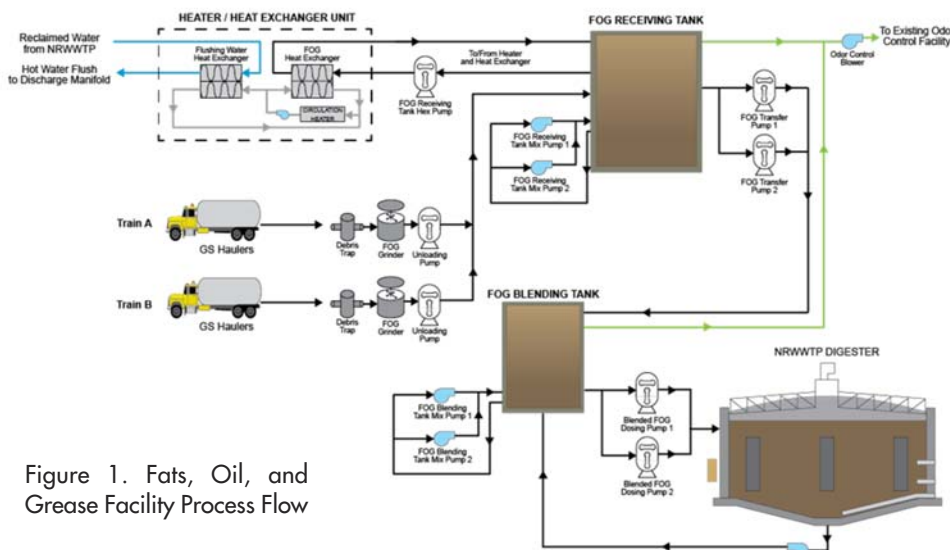 HEATER / HEAT EXCHANGER UNIT
FOG RECEIVING TANK
Reclaimed Water
from NRWWTP
Hot Water Flush
to Discharge Manifold
Flushing Water
Heat Exchanger
FOG
Heat Exchanger
CIRCULATION
HEATER
To/From Heater
and Heat Exchanger
FOG Receiving
Tank Hex Pump
To Existing Odor
Control Facility
Odor Control
Blower
FOG Receiving
Tank Mix Pump 1
FOG Receiving
Tank Mix Pump 2
FOG Transfer
Pump 1
FOG Transfer
Pump 2
Train A
GS Haulers
Debris
Trap
FOG
Grinder
Unloading
Pump
Train B
GS Haulers
Debris
Trap
FOG
Grinder
Unloading
Pump
FOG BLENDING TANK
FOG Blending
Tank Mix Pump 1
FOG Blending
Tank Mix Pump 2
Blended FOG
Dosing Pump 1
Blended FOG
Dosing Pump 2
NRWWTP DIGESTER
Figure 1. Fats, Oil, and
Grease Facility Process Flow